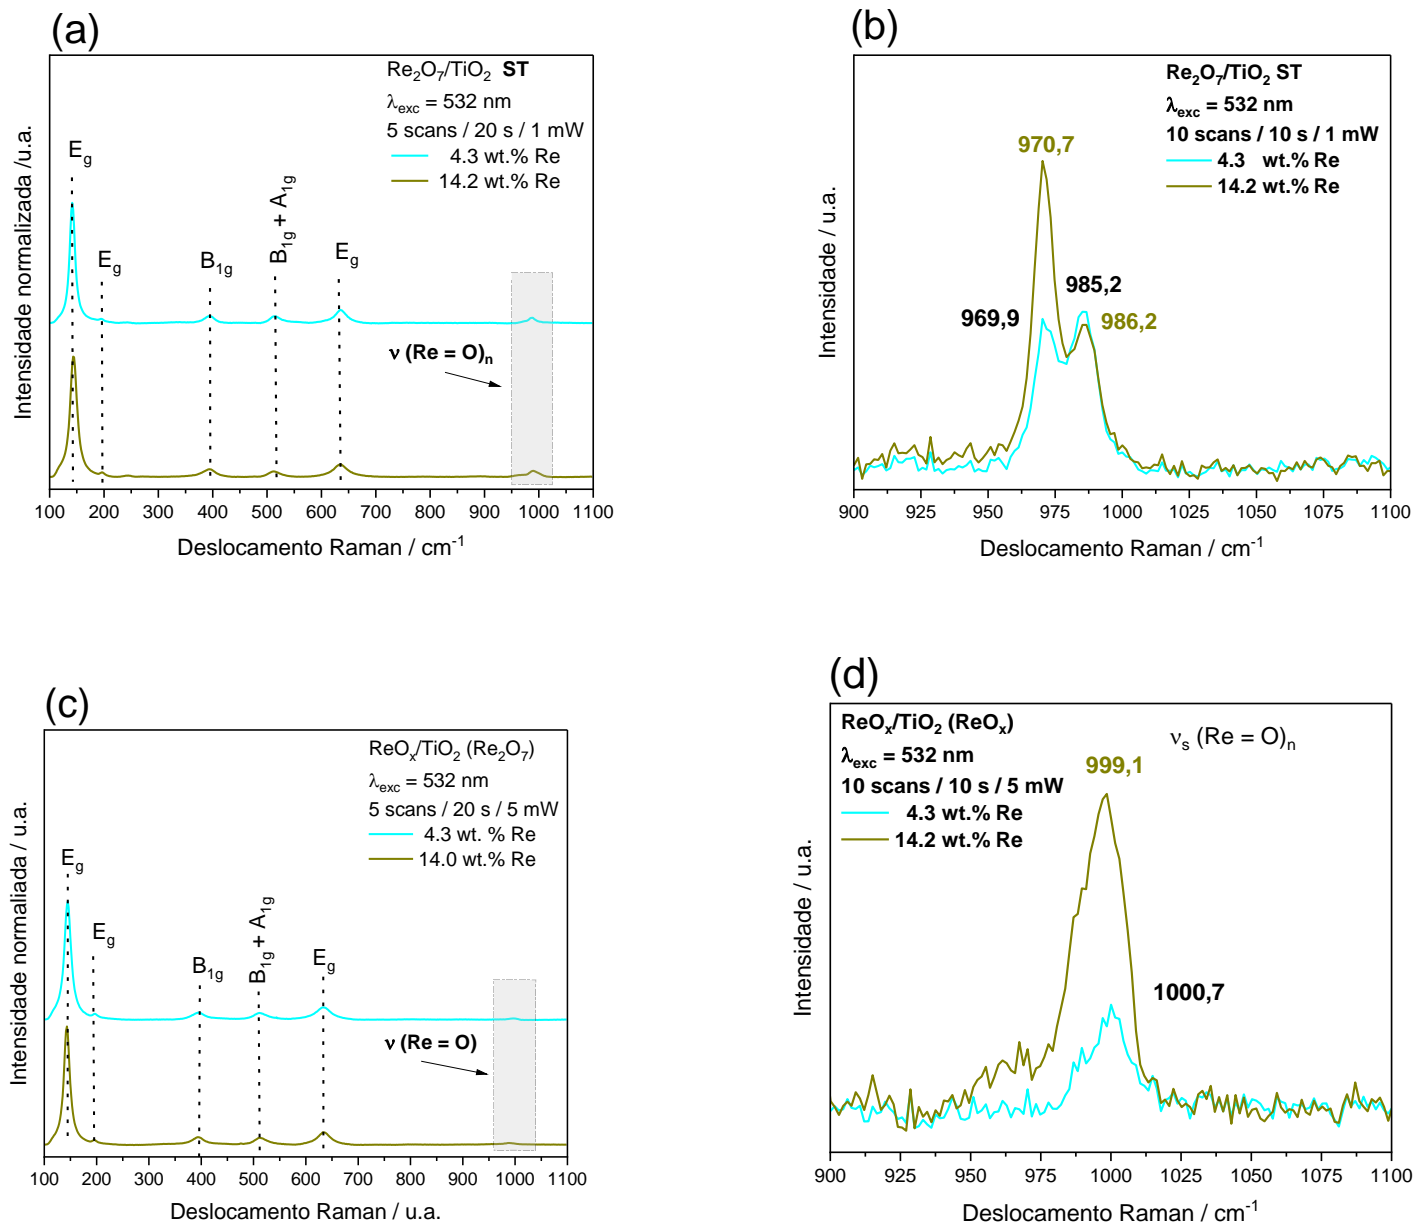 (a)
Re₂O₇/TiO₂ ST
λexc = 532 nm
5 scans / 20 s / 1 mW
4.3 wt.% Re
14.2 wt.% Re
Eg
Eg
B1g
B1g + A1g
Eg
ν (Re = O)n
Intensidade normalizada /u.a.
100 200 300 400 500 600 700 800 900 1000 1100
Deslocamento Raman / cm⁻¹
(b)
Re₂O₇/TiO₂ ST
λexc = 532 nm
10 scans / 10 s / 1 mW
4.3 wt.% Re
14.2 wt.% Re
970,7
985,2
969,9
986,2
Intensidade / u.a.
900 925 950 975 1000 1025 1050 1075 1100
Deslocamento Raman / cm⁻¹
(c)
ReOₓ/TiO₂ (Re₂O₇)
λexc = 532 nm
5 scans / 20 s / 5 mW
4.3 wt. % Re
14.0 wt.% Re
Eg
Eg
B1g
B1g + A1g
Eg
ν (Re = O)
Intensidade normaliada / u.a.
100 200 300 400 500 600 700 800 900 1000 1100
Deslocamento Raman / u.a.
(d)
ReOₓ/TiO₂ (ReOₓ)
λexc = 532 nm
10 scans / 10 s / 5 mW
4.3 wt.% Re
14.2 wt.% Re
νs (Re = O)n
999,1
1000,7
Intensidade / u.a.
900 925 950 975 1000 1025 1050 1075 1100
Deslocamento Raman / cm⁻¹